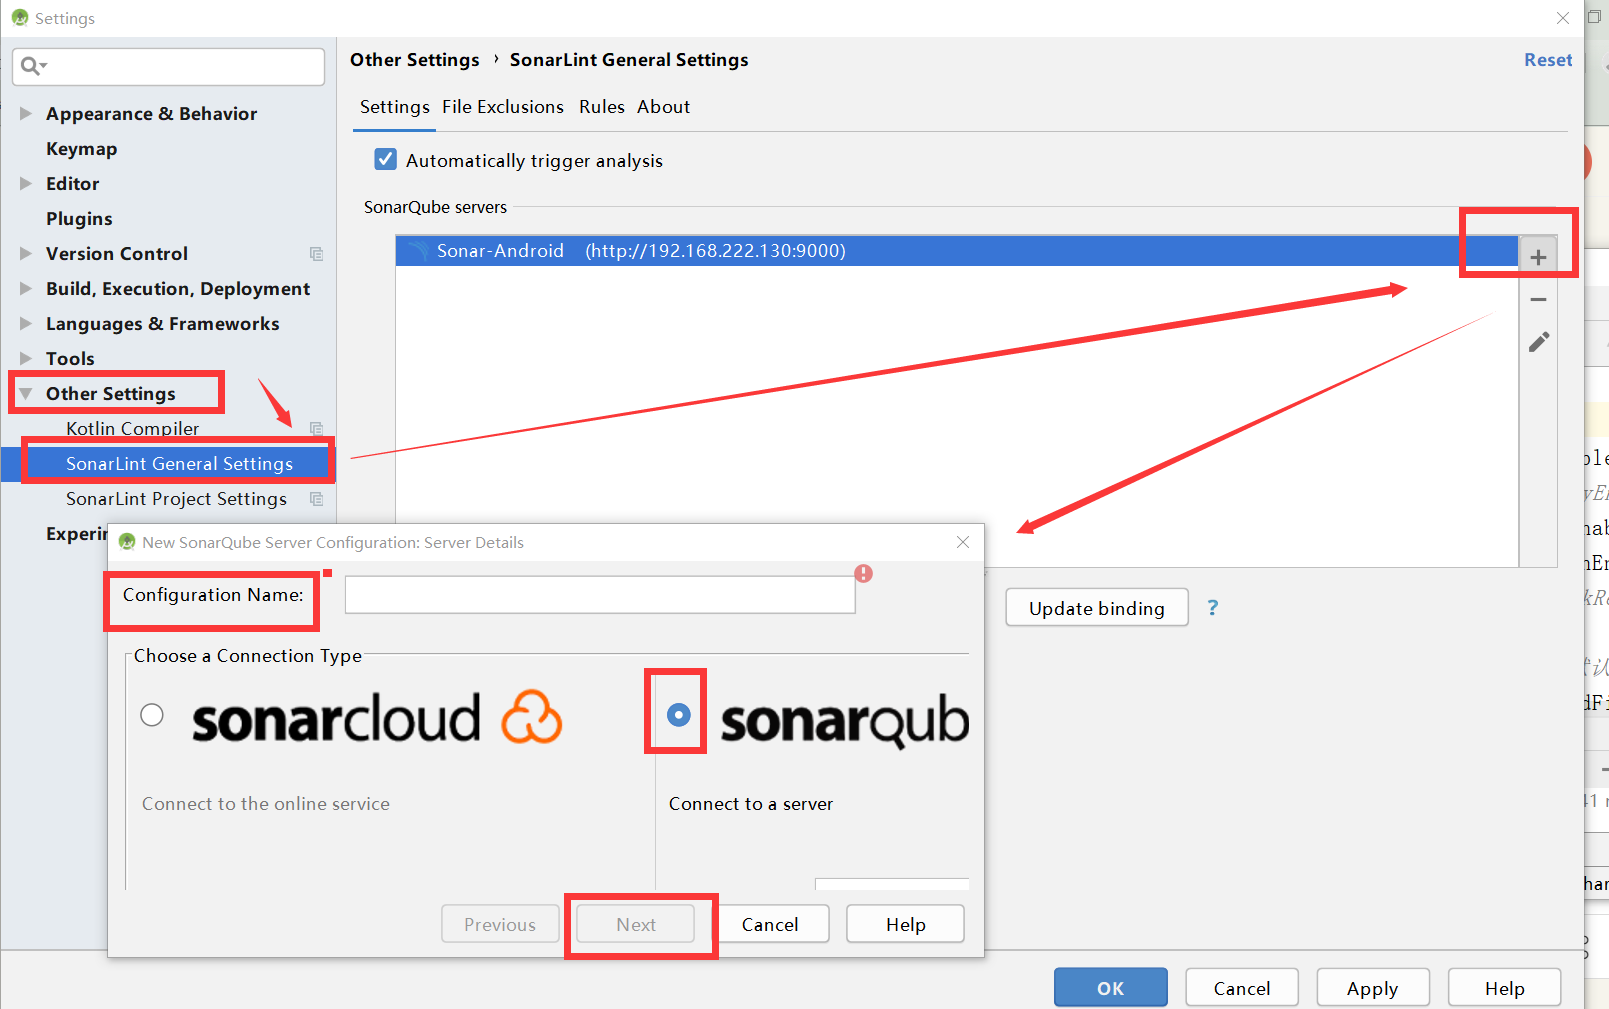 Settings
Other Settings › SonarLint General Settings
Reset
Settings File Exclusions Rules About
Appearance & Behavior
Keymap
Editor
Plugins
Version Control
Build, Execution, Deployment
Languages & Frameworks
Tools
Other Settings
Kotlin Compiler
SonarLint General Settings
SonarLint Project Settings
Experi
Automatically trigger analysis
SonarQube servers
Sonar-Android (http://192.168.222.130:9000)
Update binding ?
New SonarQube Server Configuration: Server Details
Configuration Name:
Choose a Connection Type
sonarcloud
sonarqub
Connect to the online service
Connect to a server
Previous
Next
Cancel
Help
OK
Cancel
Apply
Help